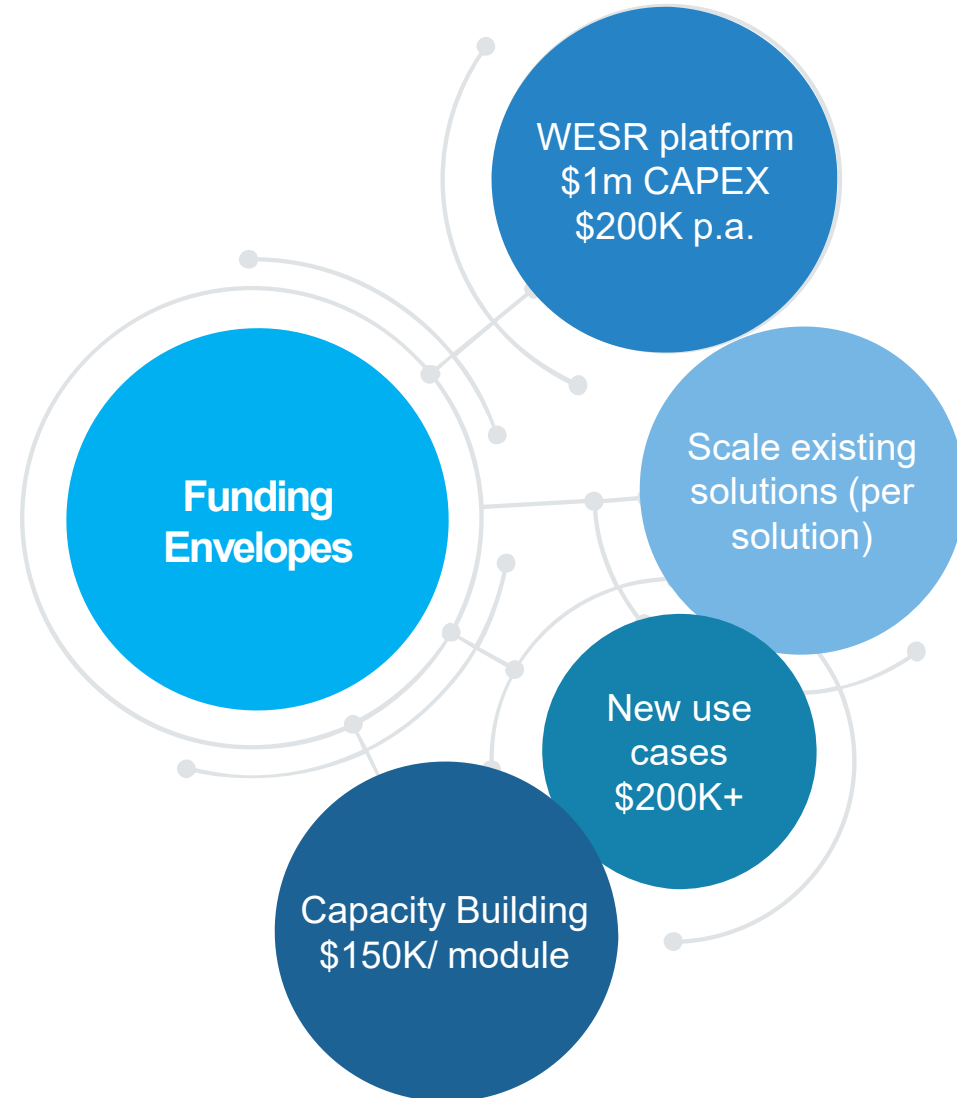 WESR platform
$1m CAPEX
$200K p.a.
Funding
Envelopes
Scale existing
solutions (per
solution)
New use
cases
$200K+
Capacity Building
$150K/ module